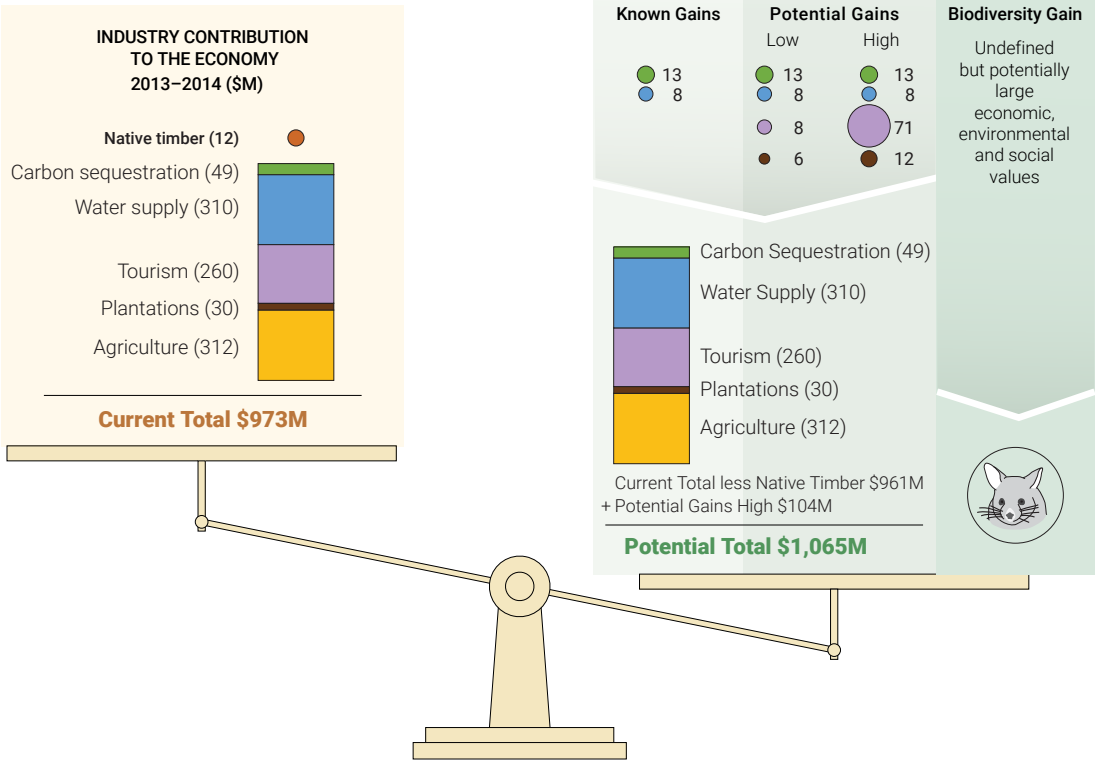 INDUSTRY CONTRIBUTION
TO THE ECONOMY
2013–2014 ($M)
Native timber (12)
Carbon sequestration (49)
Water supply (310)
Tourism (260)
Plantations (30)
Agriculture (312)
Current Total $973M
Known Gains
13
8
Potential Gains
Low
High
13
13
8
8
8
71
6
12
Biodiversity Gain
Undefined
but potentially
large
economic,
environmental
and social
values
Carbon Sequestration (49)
Water Supply (310)
Tourism (260)
Plantations (30)
Agriculture (312)
Current Total less Native Timber $961M
+ Potential Gains High $104M
Potential Total $1,065M